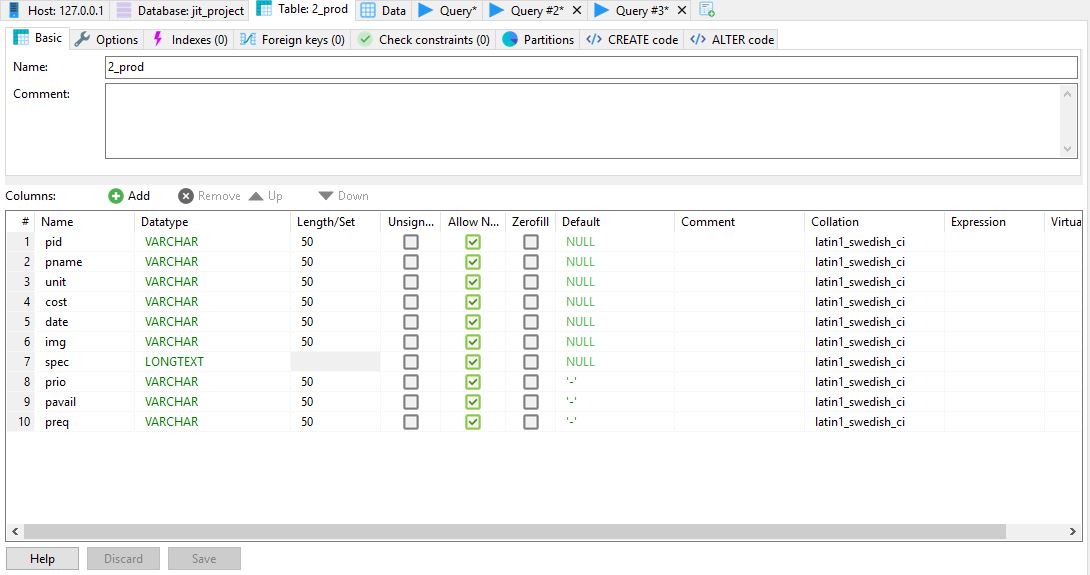 Host: 127.0.0.1 Database: jit_project Table: 2_prod Data Query* Query #2* Query #3*
Basic Options Indexes (0) Foreign keys (0) Check constraints (0) Partitions CREATE code ALTER code
Name: 2_prod
Comment:
Columns: Add Remove Up Down
# Name Datatype Length/Set Unsign... Allow N... Zerofill Default Comment Collation Expression Virtua
1 pid VARCHAR 50 NULL latin1_swedish_ci
2 pname VARCHAR 50 NULL latin1_swedish_ci
3 unit VARCHAR 50 NULL latin1_swedish_ci
4 cost VARCHAR 50 NULL latin1_swedish_ci
5 date VARCHAR 50 NULL latin1_swedish_ci
6 img VARCHAR 50 NULL latin1_swedish_ci
7 spec LONGTEXT NULL latin1_swedish_ci
8 prio VARCHAR 50 '-' latin1_swedish_ci
9 pavail VARCHAR 50 '-' latin1_swedish_ci
10 preq VARCHAR 50 '-' latin1_swedish_ci
Help Discard Save